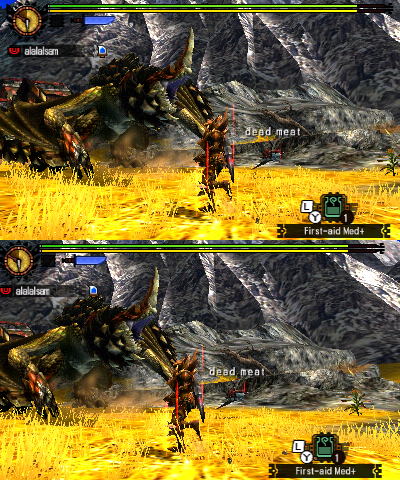 alalalsam
dead meat
L
Y
1
First-aid Med+
alalalsam
dead meat
L
Y
1
First-aid Med+